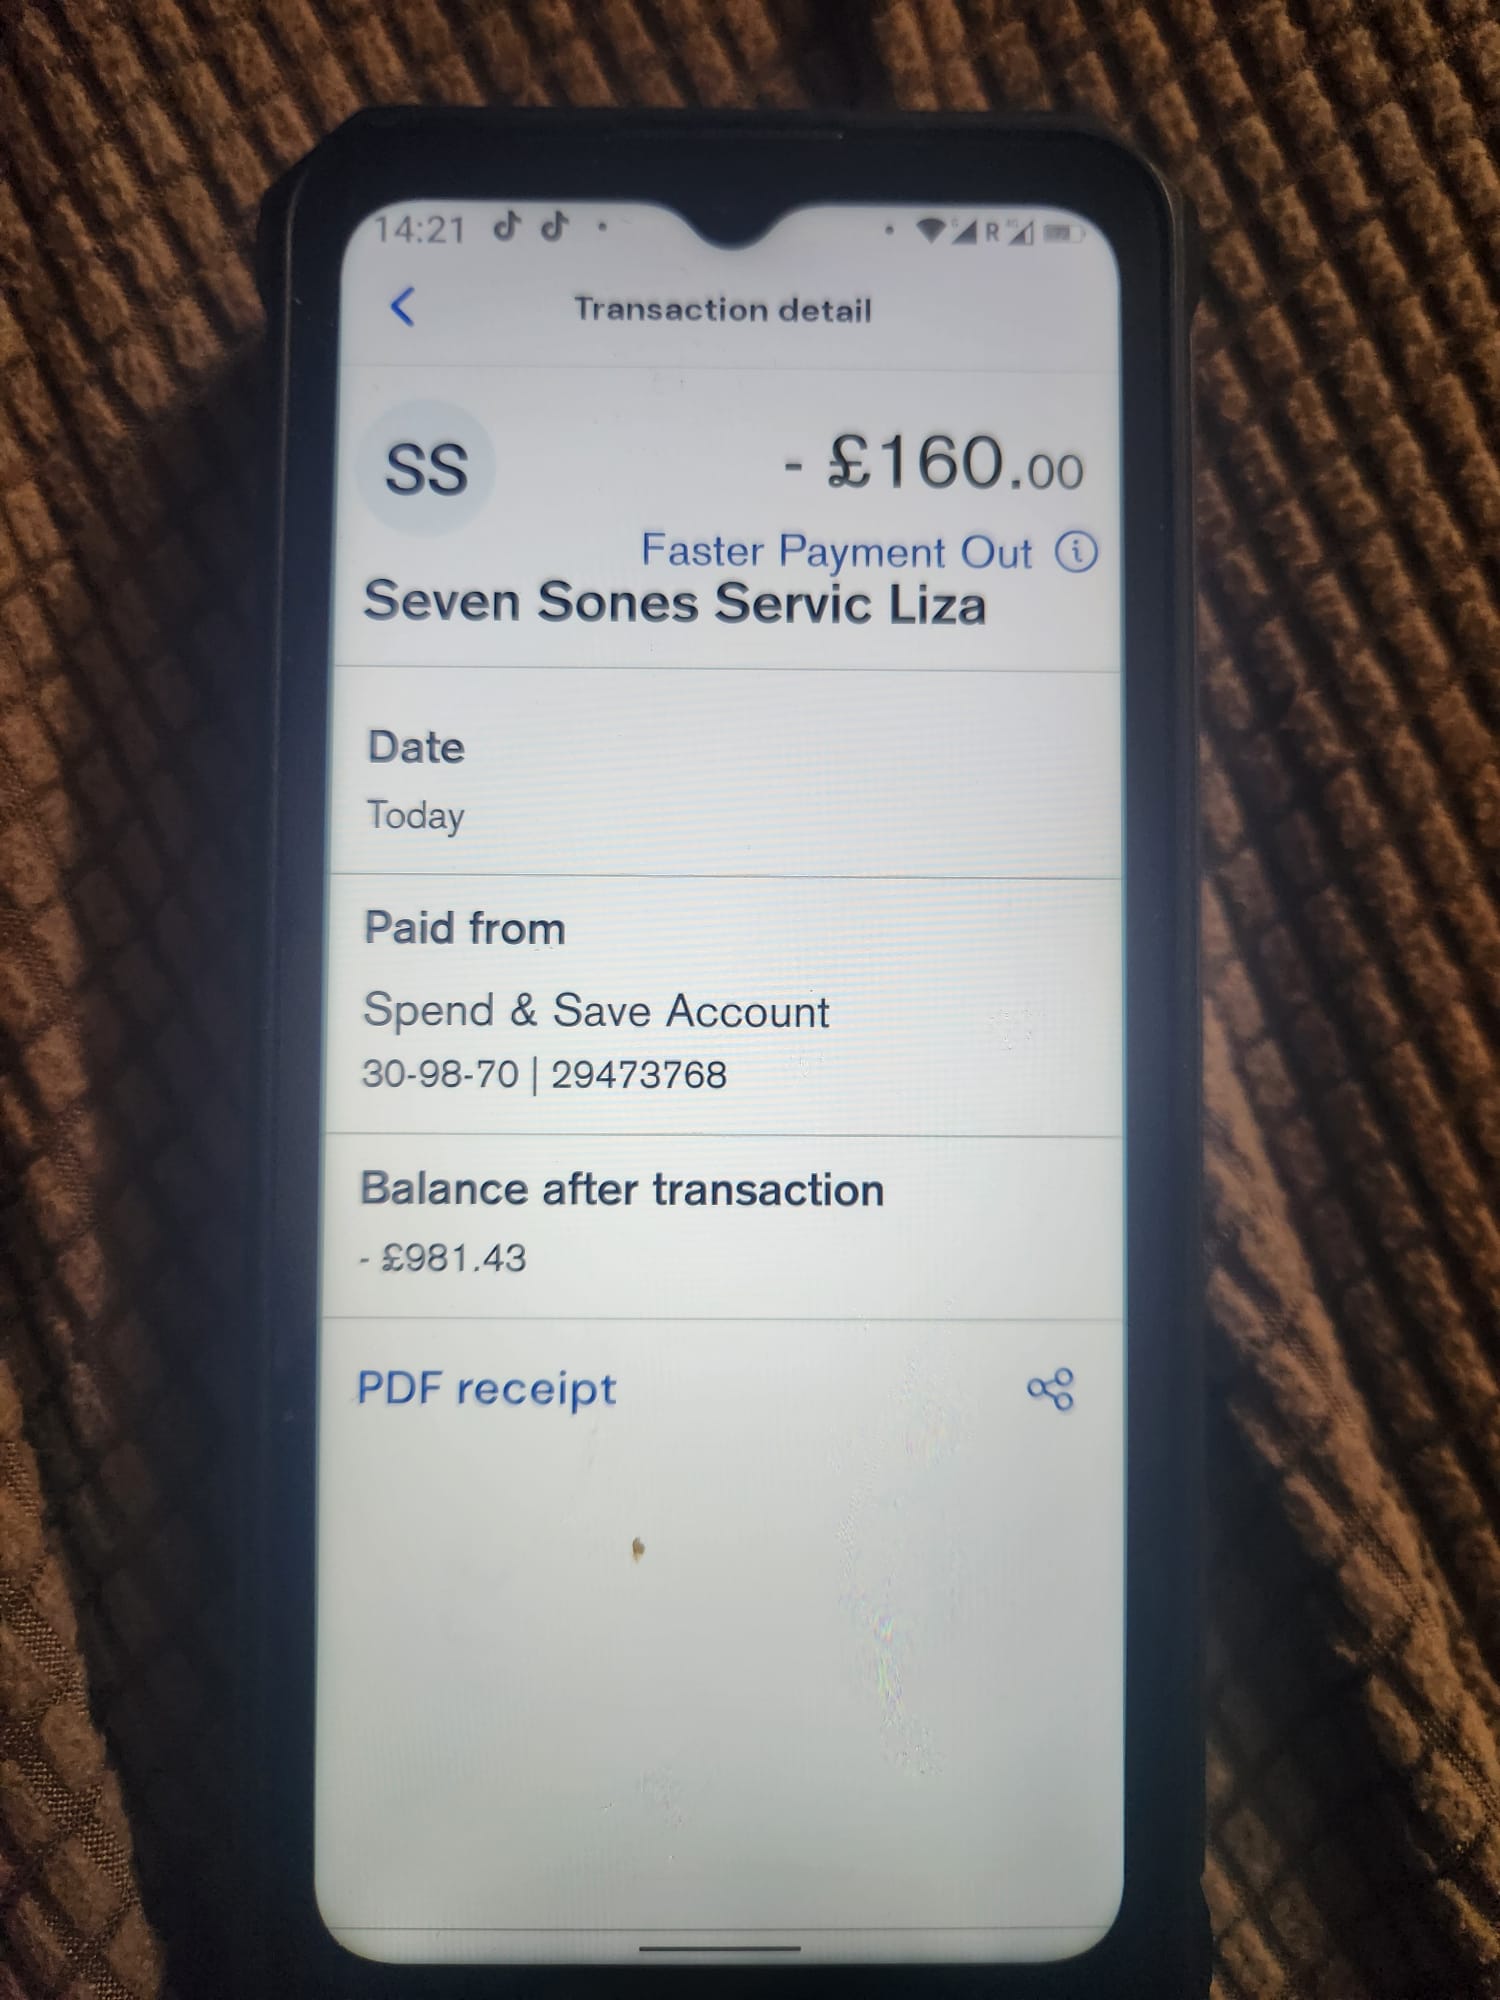 14:21
R
Transaction detail
SS
- £160.00
Faster Payment Out
Seven Sones Servic Liza
Date
Today
Paid from
Spend & Save Account
30-98-70 | 29473768
Balance after transaction
- £981.43
PDF receipt